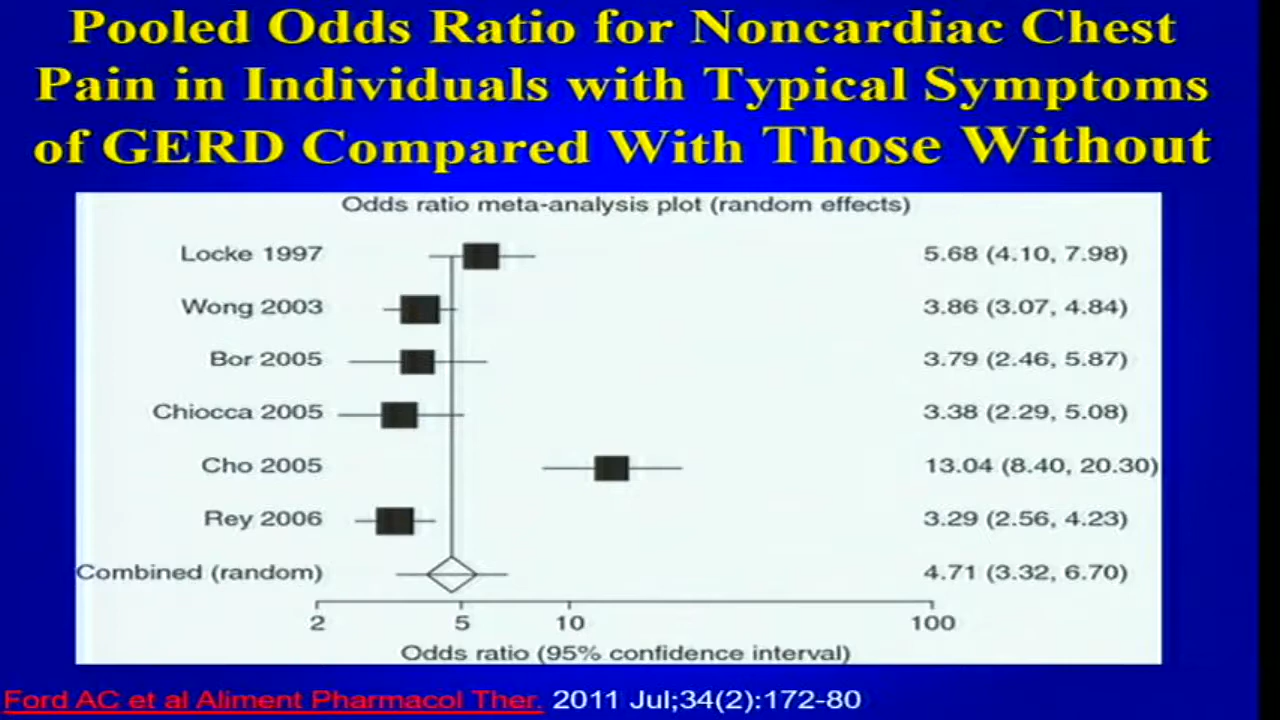 Pooled Odds Ratio for Noncardiac Chest
Pain in Individuals with Typical Symptoms
of GERD Compared With Those Without
Odds ratio meta-analysis plot (random effects)
Locke 1997 5.68 (4.10, 7.98)
Wong 2003 3.86 (3.07, 4.84)
Bor 2005 3.79 (2.46, 5.87)
Chiocca 2005 3.38 (2.29, 5.08)
Cho 2005 13.04 (8.40, 20.30)
Rey 2006 3.29 (2.56, 4.23)
Combined (random) 4.71 (3.32, 6.70)
2 5 10 100
Odds ratio (95% confidence interval)
Ford AC et al Aliment Pharmacol Ther. 2011 Jul;34(2):172-80